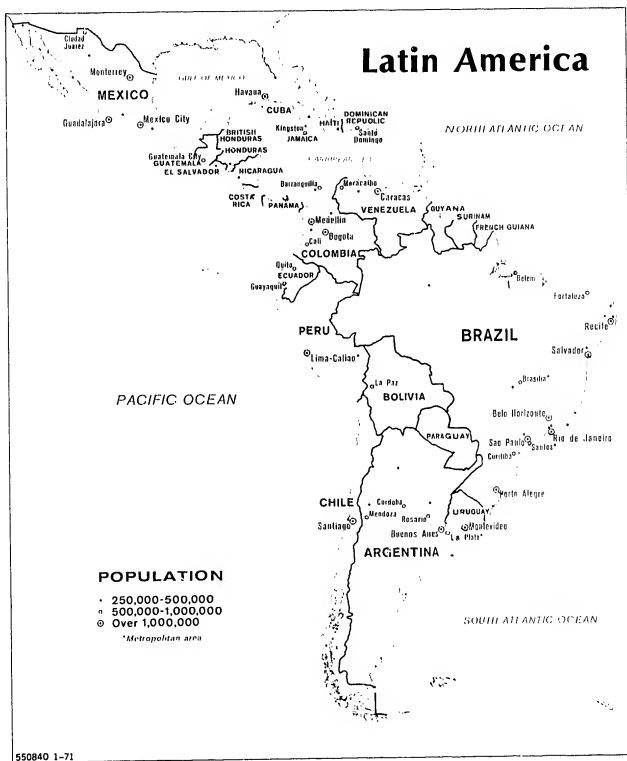 Latin America
Ciudad
Juarez
Monterrey
GULF OF MEXICO
MEXICO
Havana
CUBA
Guadalajara
Mexico City
HAITI
DOMINICAN
REPUOLIC
Kingston*
JAMAICA
Santo
Domingo
NORTH ATLANTIC OCEAN
BRITISH
HONDURAS
HONDURAS
Guatemala City
GUATEMALA
EL SALVADOR
NICARAGUA
COSTA
RICA
PANAMA
Barranquilla
Maracaibo
Caracas
VENEZUELA
GUYANA
SURINAM
FRENCH GUIANA
Medellin
Bogota
Cali
COLOMBIA
Quito
ECUADOR
Guayaquil
Belem
Fortaleza
PERU
BRAZIL
Recife
Lima-Callao*
Salvador
La Paz
BOLIVIA
Brasilia*
PACIFIC OCEAN
Belo Horizonte
PARAGUAY
Sao Paulo
Rio de Janeiro
Santos*
Curitiba
Porto Alegre
CHILE
Cordoba
Mendoza
Rosario
URUGUAY
Santiago
Buenos Aires
Montevideo
La Plata*
ARGENTINA
POPULATION
250,000-500,000
500,000-1,000,000
Over 1,000,000
*Metropolitan area
SOUTH ATLANTIC OCEAN
550840 1-71